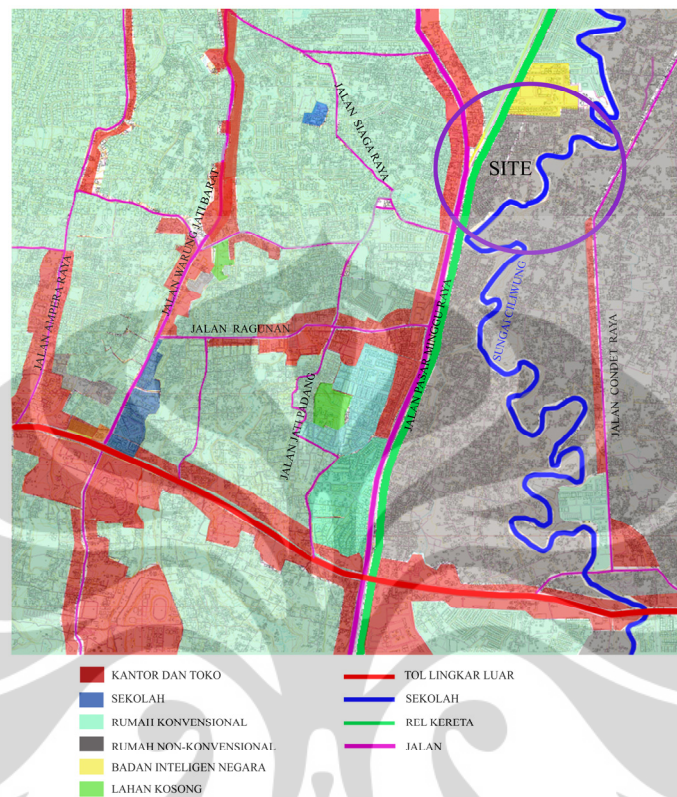 JALAN SIAGA RAYA
SITE
JALAN WARUNG JATI BARAT
JALAN AMPERA RAYA
SUNGAI CILIWUNG
JALAN PASAR MINGGU RAYA
JALAN RAGUNAN
JALAN JATI PADANG
JALAN CONDET RAYA
KANTOR DAN TOKO
SEKOLAH
RUMAH KONVENSIONAL
RUMAH NON-KONVENSIONAL
BADAN INTELIGEN NEGARA
LAHAN KOSONG
TOL LINGKAR LUAR
SEKOLAH
REL KERETA
JALAN